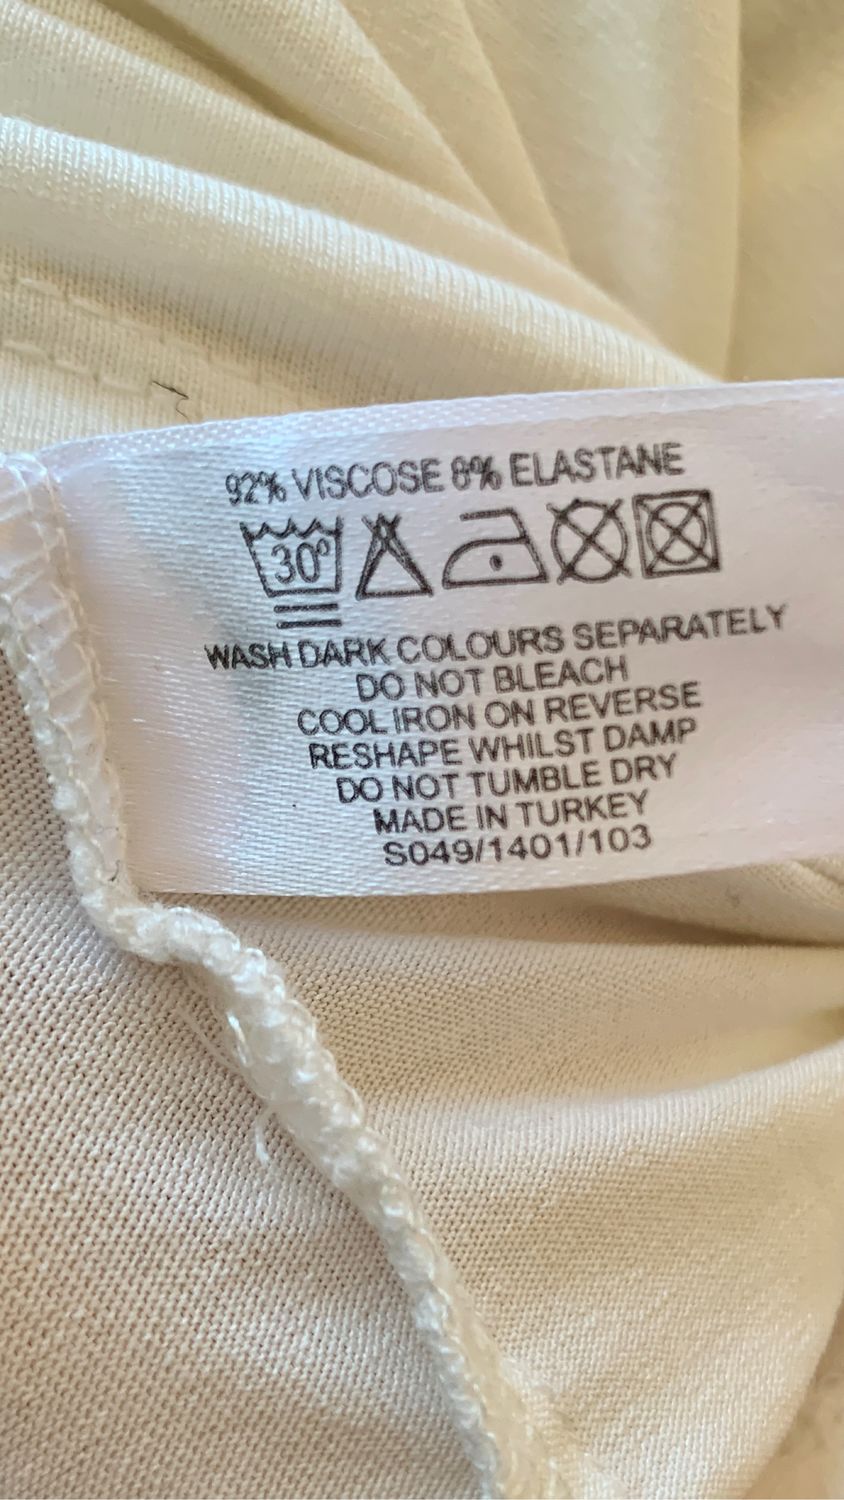 92% VISCOSE 8% ELASTANE
30°
WASH DARK COLOURS SEPARATELY
DO NOT BLEACH
COOL IRON ON REVERSE
RESHAPE WHILST DAMP
DO NOT TUMBLE DRY
MADE IN TURKEY
S049/1401/103